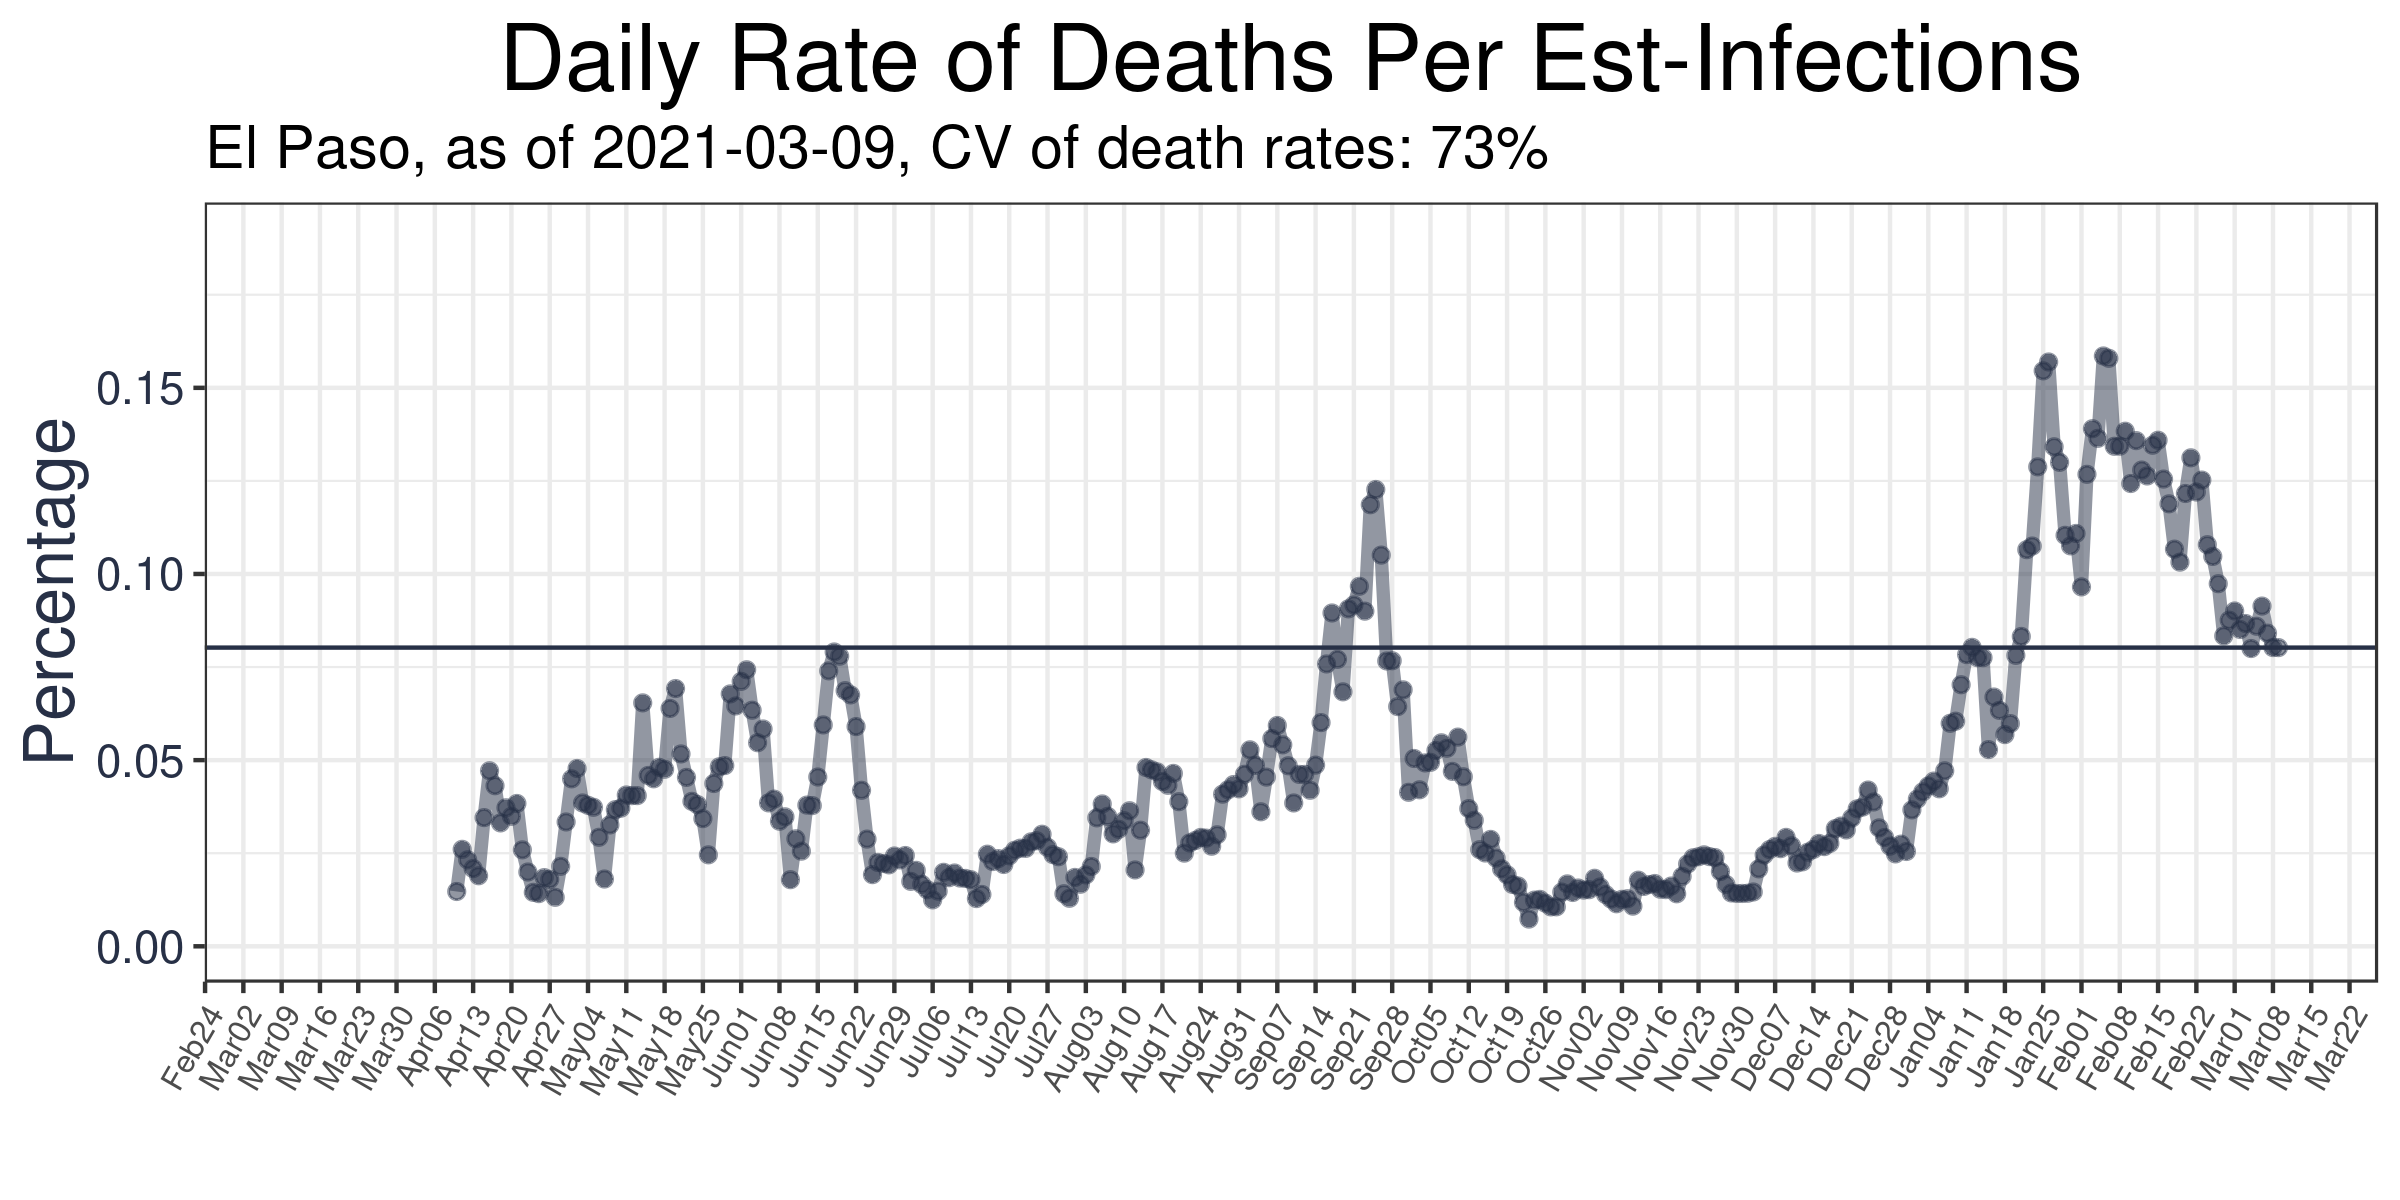 Daily Rate of Deaths Per Est-Infections
El Paso, as of 2021-03-09, CV of death rates: 73%
Percentage
0.15
0.10
0.05
0.00
Feb24
Mar02
Mar09
Mar16
Mar23
Mar30
Apr06
Apr13
Apr20
Apr27
May04
May11
May18
May25
Jun01
Jun08
Jun15
Jun22
Jun29
Jul06
Jul13
Jul20
Jul27
Aug03
Aug10
Aug17
Aug24
Aug31
Sep07
Sep14
Sep21
Sep28
Oct05
Oct12
Oct19
Oct26
Nov02
Nov09
Nov16
Nov23
Nov30
Dec07
Dec14
Dec21
Dec28
Jan04
Jan11
Jan18
Jan25
Feb01
Feb08
Feb15
Feb22
Mar01
Mar08
Mar15
Mar22